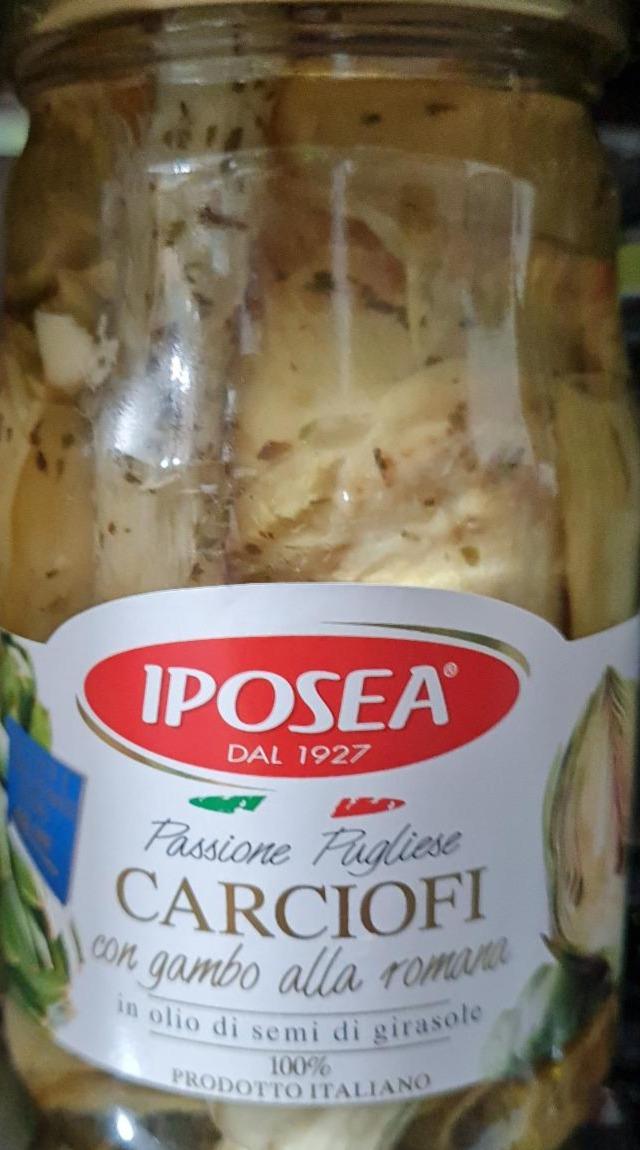 IPOSEA®
DAL 1927
Passione Pugliese
CARCIOFI
con gambo alla romana
in olio di semi di girasole
100%
PRODOTTO ITALIANO